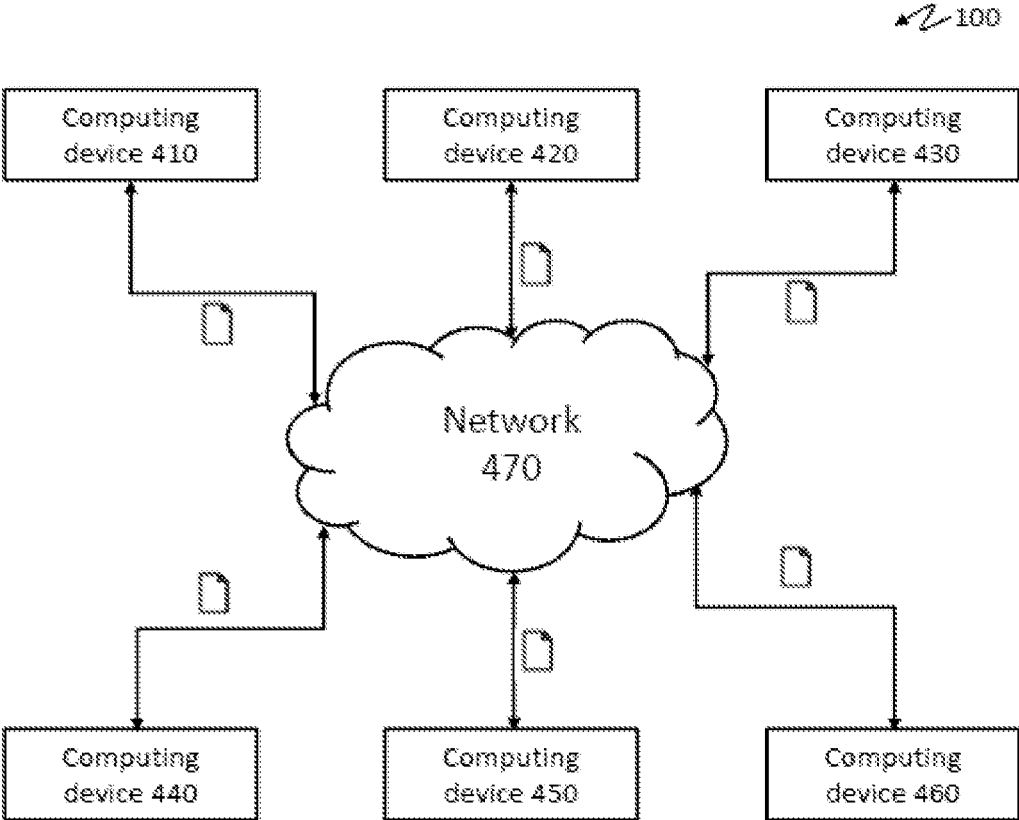 100
Computing
device 410
Computing
device 420
Computing
device 430
Network
470
Computing
device 440
Computing
device 450
Computing
device 460